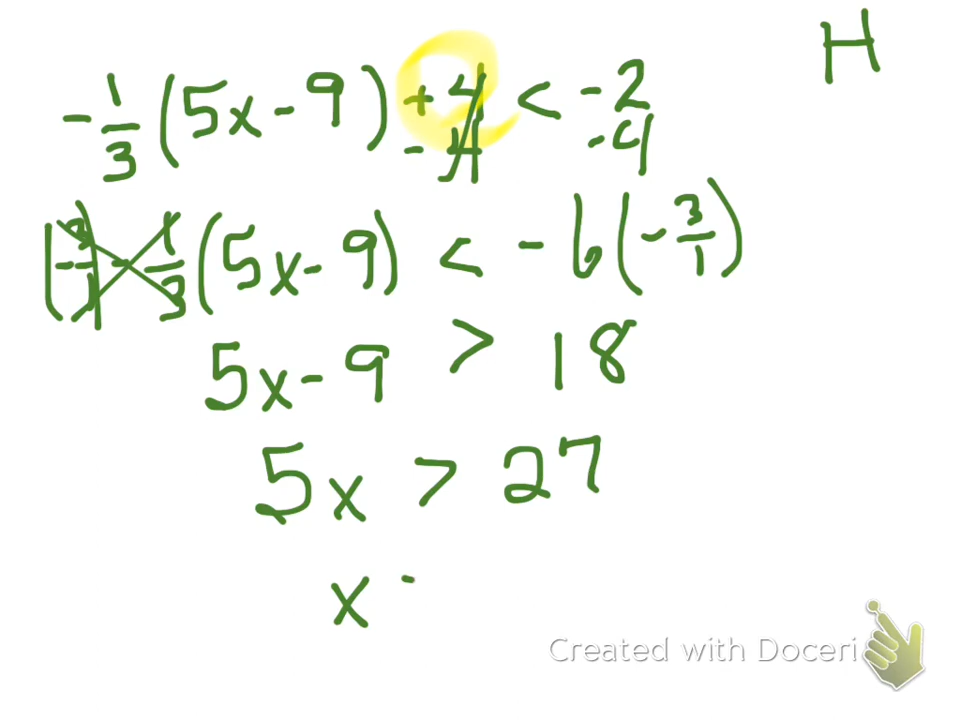 H
-1/3 (5x - 9) + 4 < -2
- 4 - 4
(-3/1) - 1/3 (5x - 9) < -6 (-3/1)
5x - 9 > 18
5x > 27
x -
Created with Doceri